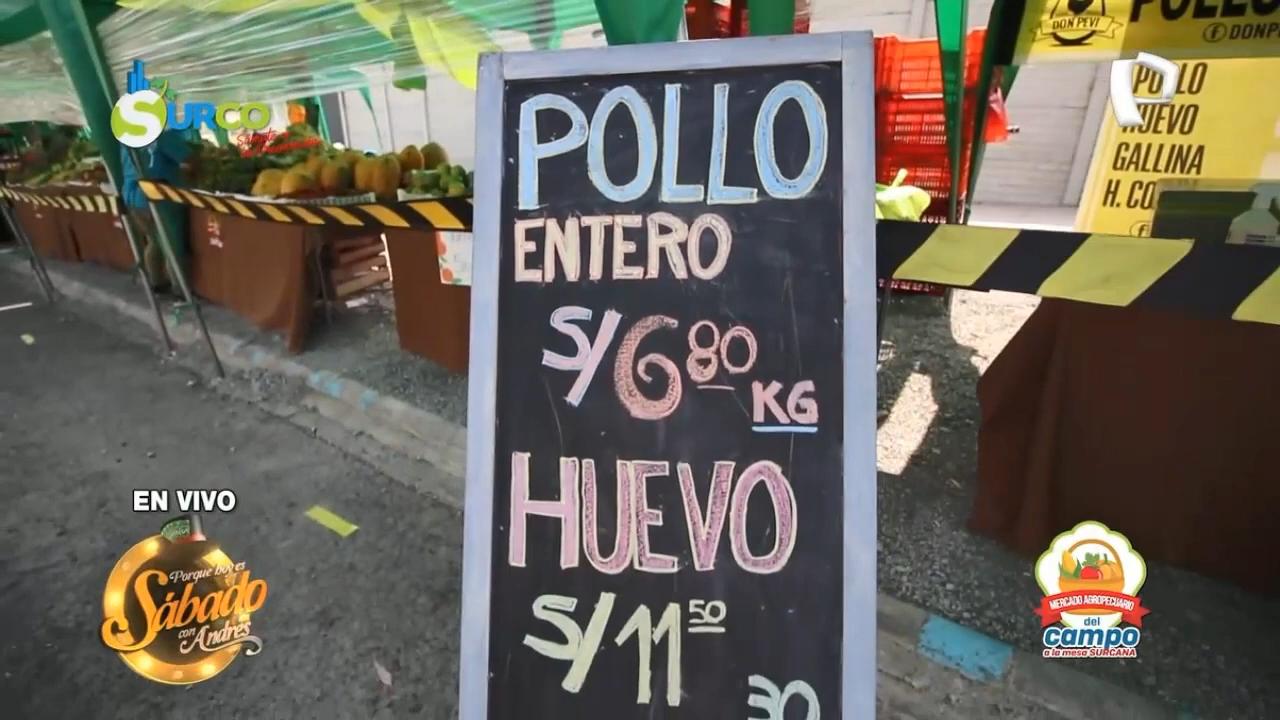 POLLO
ENTERO
S/6.80
KG
HUEVO
S/11.50
30
SURCO
DON PEVI
POLLO
POLLO
HUEVO
GALLINA
EN VIVO
Porque hoy es
Sábado
con Andrés
MERCADO AGROPECUARIO
del
campo
a la mesa SURCANA